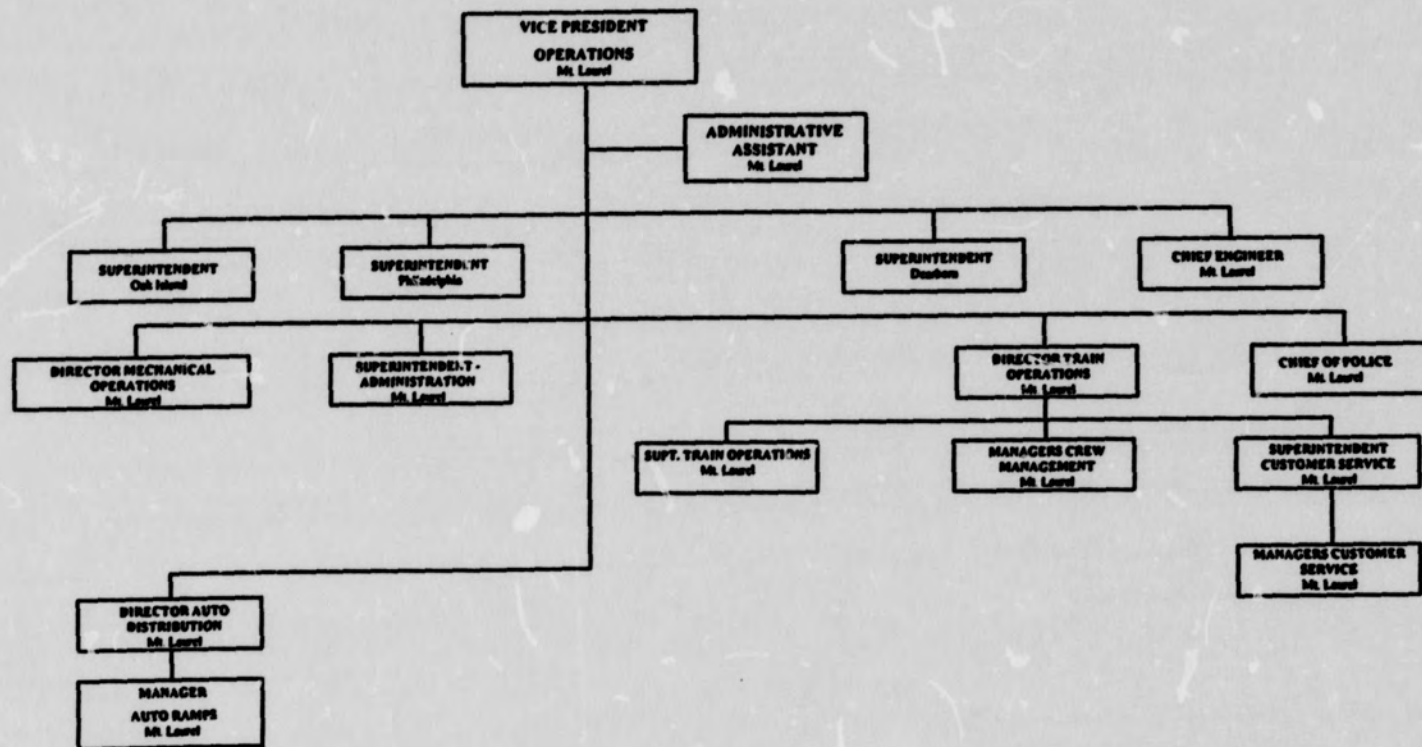 VICE PRESIDENT
OPERATIONS
Mt. Laurel
ADMINISTRATIVE
ASSISTANT
Mt. Laurel
SUPERINTENDENT
Oak Island
SUPERINTENDENT
Philadelphia
SUPERINTENDENT
Dearborn
CHIEF ENGINEER
Mt. Laurel
DIRECTOR MECHANICAL
OPERATIONS
Mt. Laurel
SUPERINTENDENT -
ADMINISTRATION
Mt. Laurel
DIRECTOR TRAIN
OPERATIONS
Mt. Laurel
CHIEF OF POLICE
Mt. Laurel
SUPT. TRAIN OPERATIONS
Mt. Laurel
MANAGERS CREW
MANAGEMENT
Mt. Laurel
SUPERINTENDENT
CUSTOMER SERVICE
Mt. Laurel
MANAGERS CUSTOMER
SERVICE
Mt. Laurel
DIRECTOR AUTO
DISTRIBUTION
Mt. Laurel
MANAGER
AUTO RAMPS
Mt. Laurel